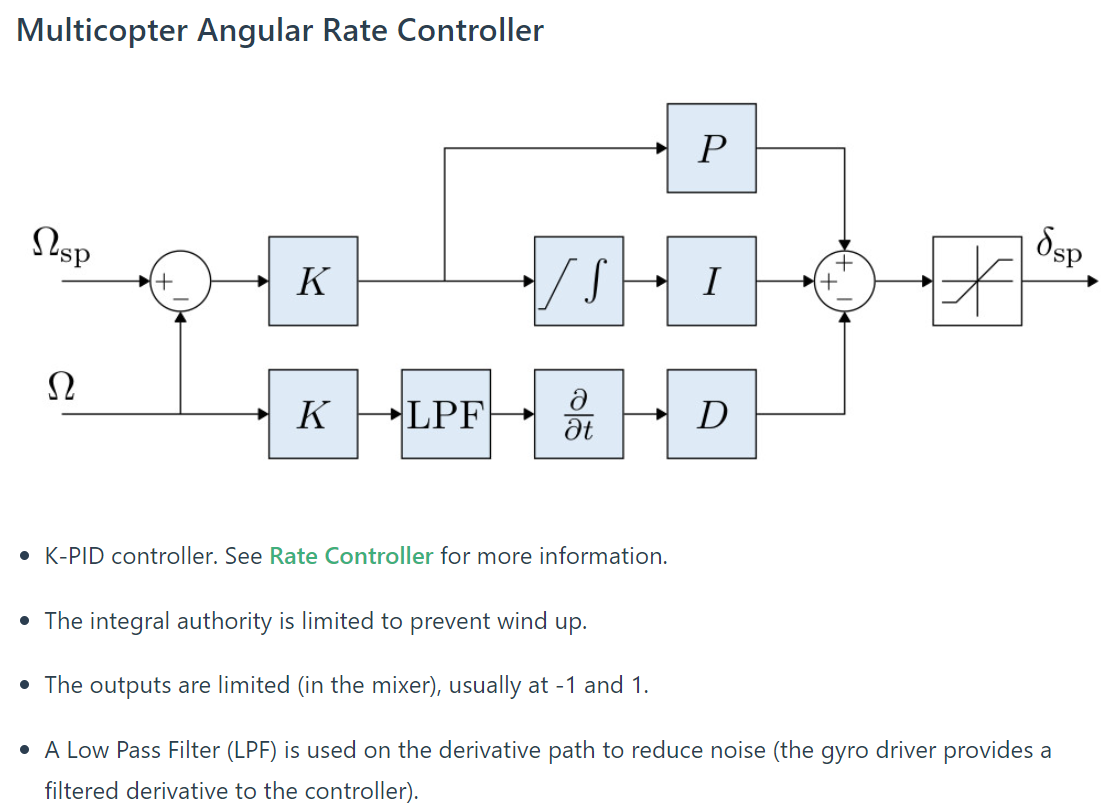 Multicopter Angular Rate Controller
P
Ωsp
δsp
+
−
K
∫
I
+
+
−
Ω
K
LPF
∂
∂t
D
• K-PID controller. See Rate Controller for more information.
• The integral authority is limited to prevent wind up.
• The outputs are limited (in the mixer), usually at -1 and 1.
• A Low Pass Filter (LPF) is used on the derivative path to reduce noise (the gyro driver provides a
filtered derivative to the controller).